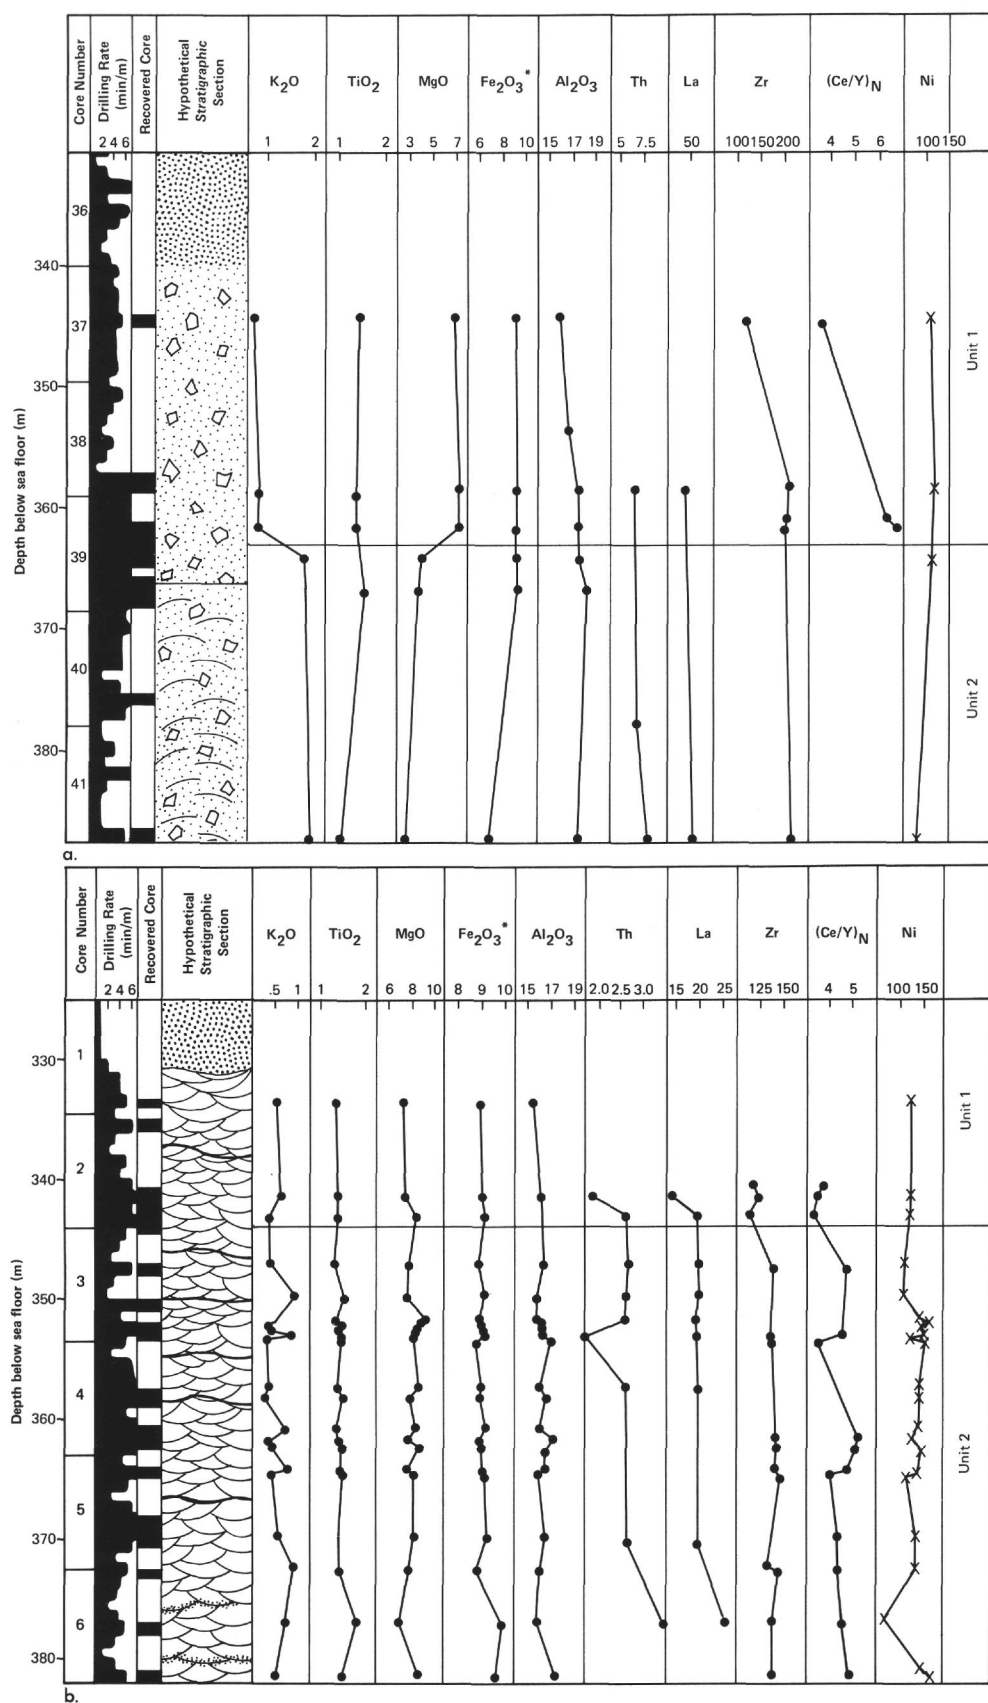 Core Number
Drilling Rate
(min/m)
2 4 6
Recovered Core
Hypothetical
Stratigraphic
Section
K2O
1 2
TiO2
1 2
MgO
3 5 7
Fe2O3*
6 8 10
Al2O3
15 17 19
Th
5 7.5
La
50
Zr
100 150 200
(Ce/Y)N
4 5 6
Ni
100 150
Depth below sea floor (m)
36
340
37
350
38
360
39
370
40
380
41
Unit 1
Unit 2
a.
Core Number
Drilling Rate
(min/m)
2 4 6
Recovered Core
Hypothetical
Stratigraphic
Section
K2O
.5 1
TiO2
1 2
MgO
6 8 10
Fe2O3*
8 9 10
Al2O3
15 17 19
Th
2.0 2.5 3.0
La
15 20 25
Zr
125 150
(Ce/Y)N
4 5
Ni
100 150
Depth below sea floor (m)
1
330
2
340
3
350
4
360
5
370
6
380
Unit 1
Unit 2
b.